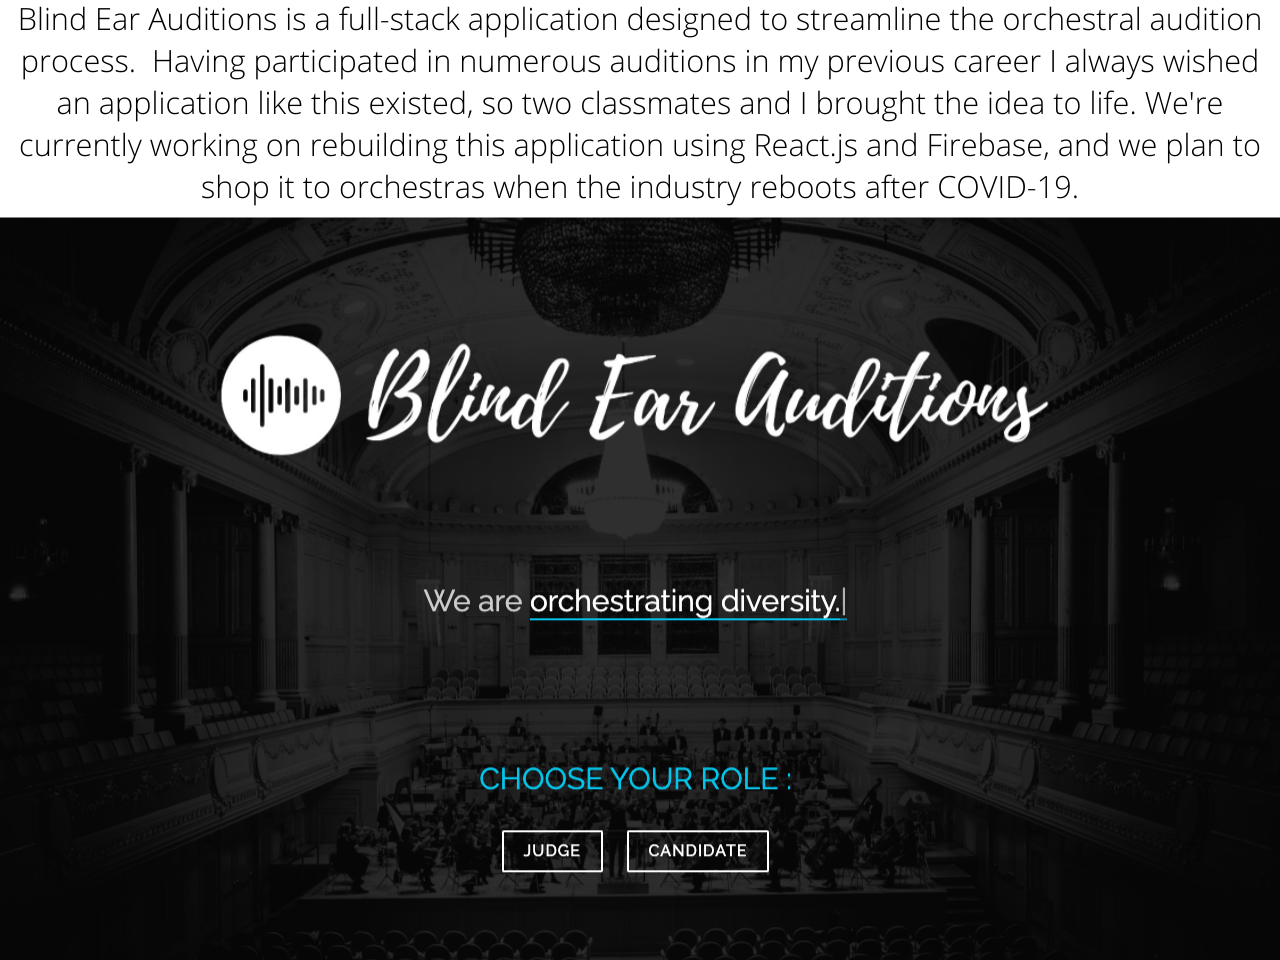 Blind Ear Auditions is a full-stack application designed to streamline the orchestral audition
process.  Having participated in numerous auditions in my previous career I always wished
an application like this existed, so two classmates and I brought the idea to life. We're
currently working on rebuilding this application using React.js and Firebase, and we plan to
shop it to orchestras when the industry reboots after COVID-19.
Blind Ear Auditions
We are orchestrating diversity.|
CHOOSE YOUR ROLE :
JUDGE CANDIDATE